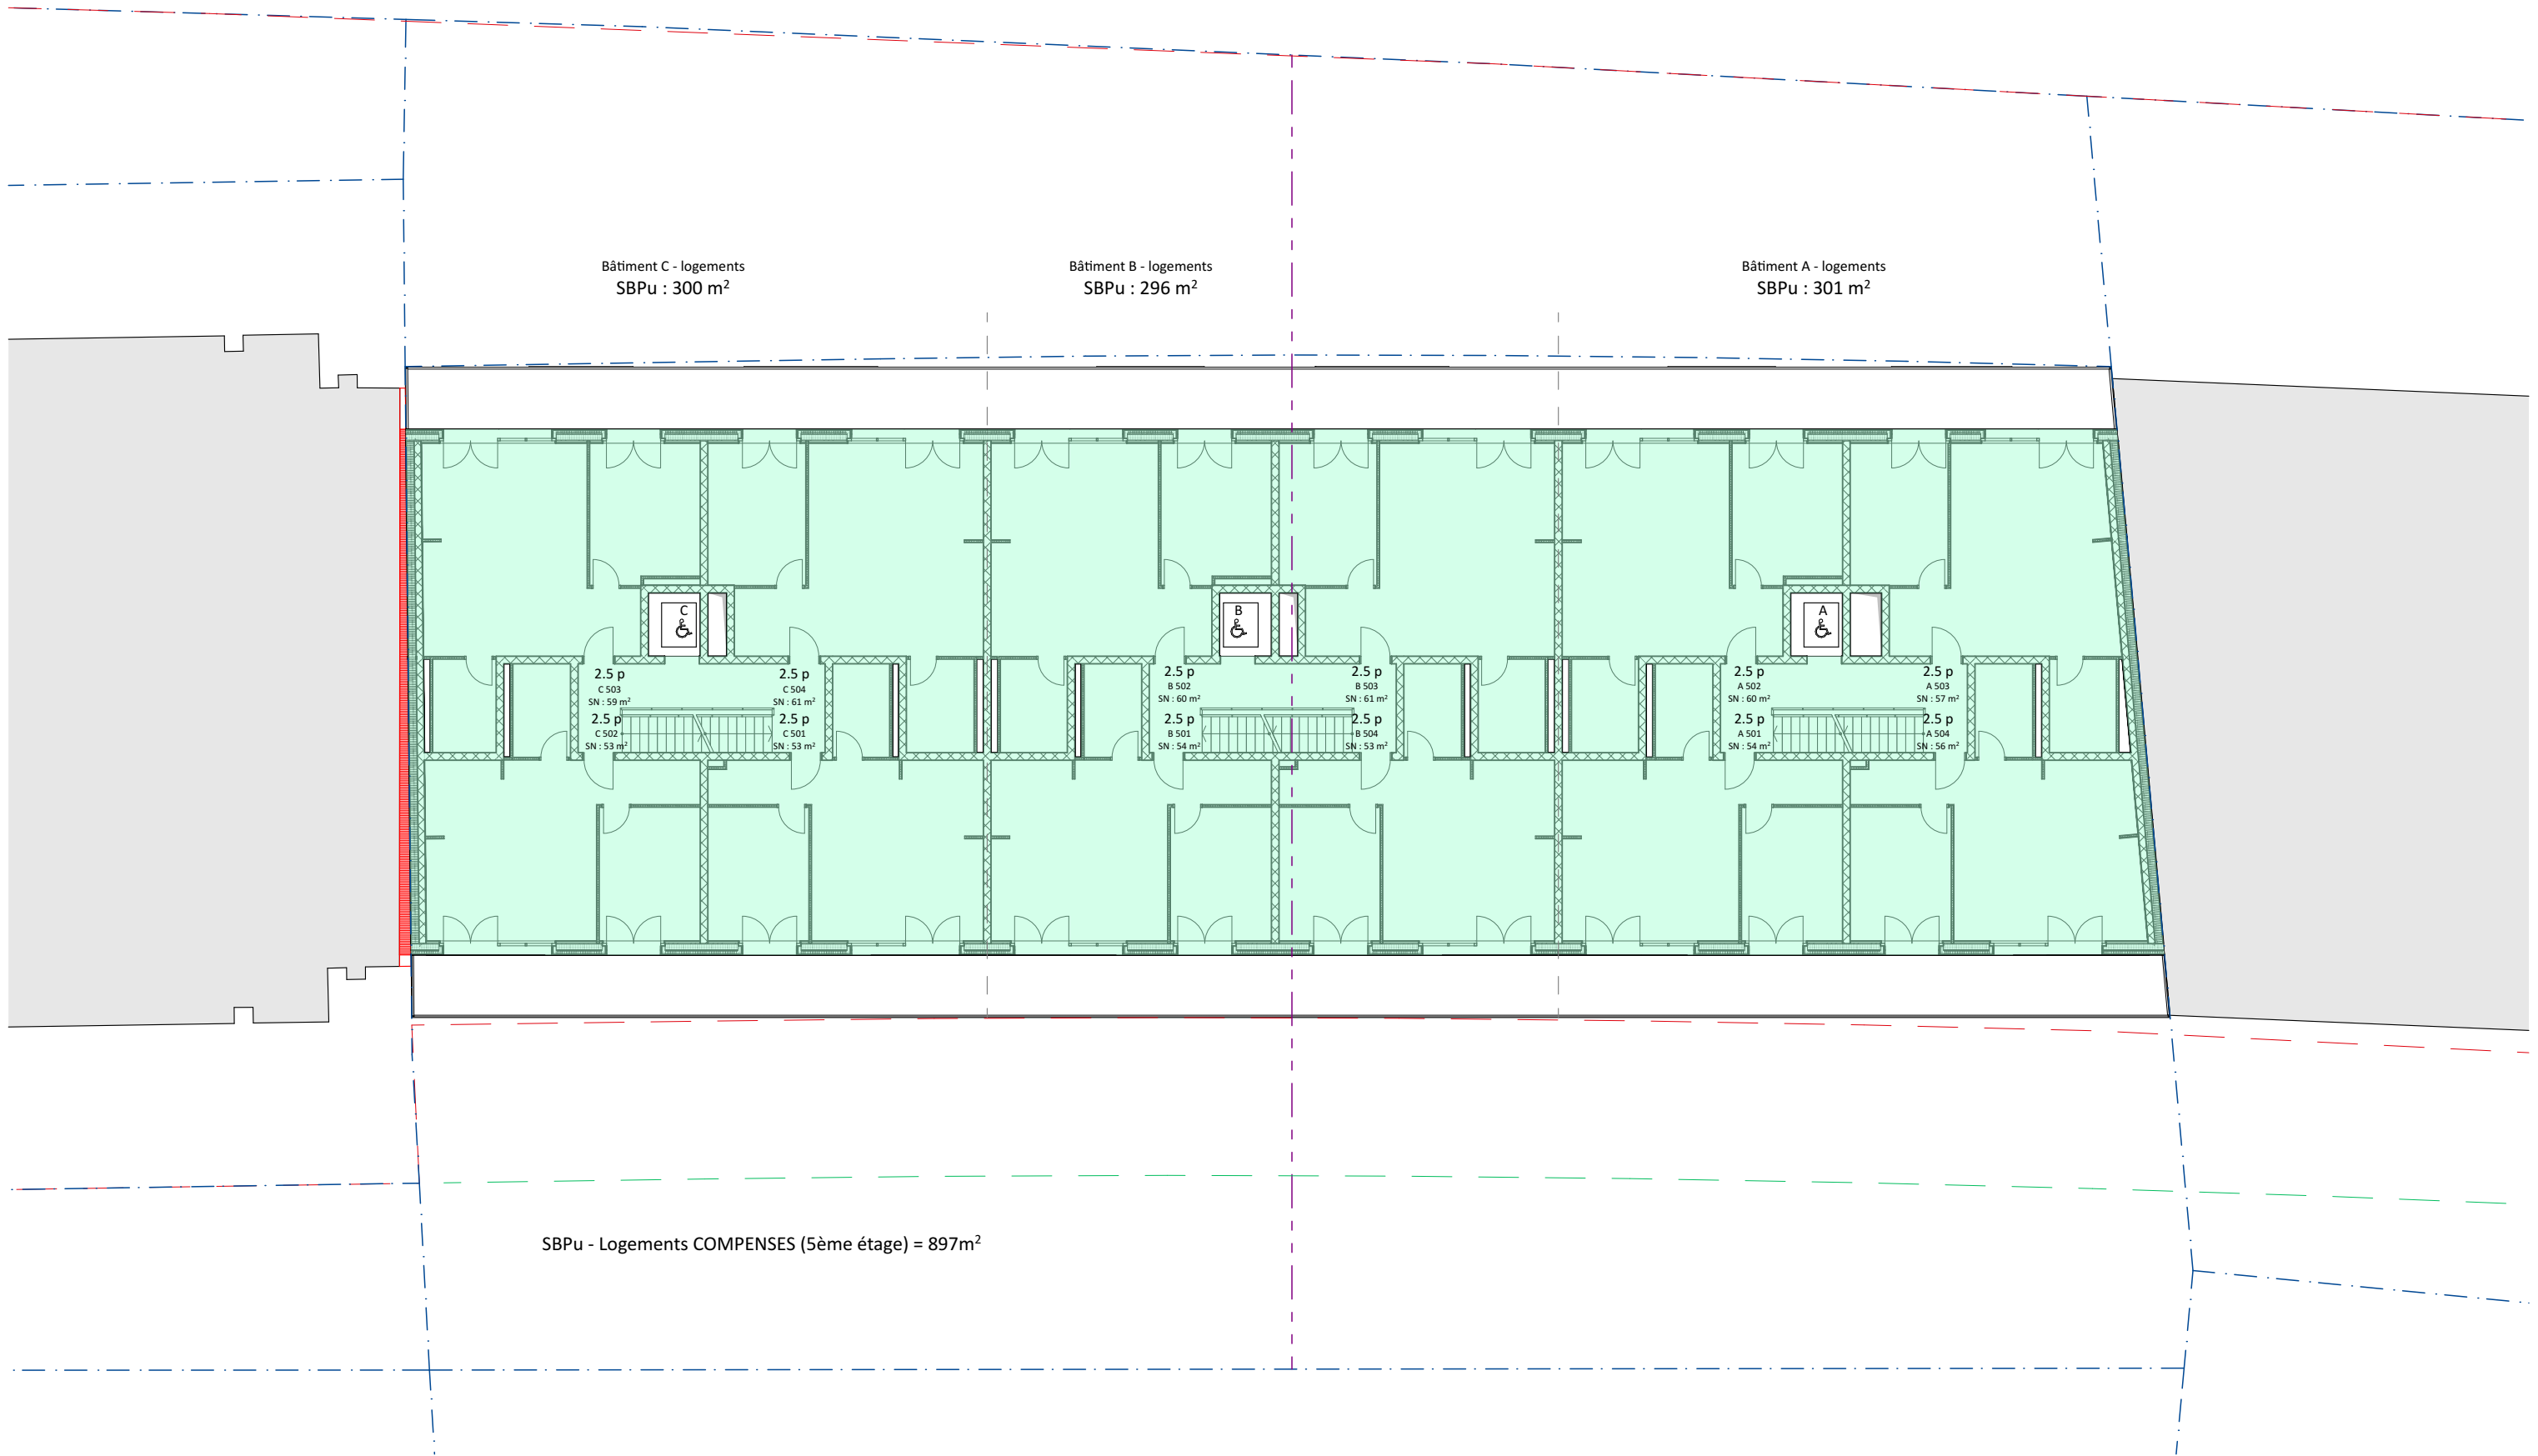 Bâtiment C - logements
SBPu : 300 m²
Bâtiment B - logements
SBPu : 296 m²
Bâtiment A - logements
SBPu : 301 m²
C
B
A
2.5 p
C 503
SN : 59 m²
2.5 p
C 504
SN : 61 m²
2.5 p
C 502
SN : 53 m²
2.5 p
C 501
SN : 53 m²
2.5 p
B 502
SN : 60 m²
2.5 p
B 503
SN : 61 m²
2.5 p
B 501
SN : 54 m²
2.5 p
B 504
SN : 53 m²
2.5 p
A 502
SN : 60 m²
2.5 p
A 503
SN : 57 m²
2.5 p
A 501
SN : 54 m²
2.5 p
A 504
SN : 56 m²
SBPu - Logements COMPENSES (5ème étage) = 897m²